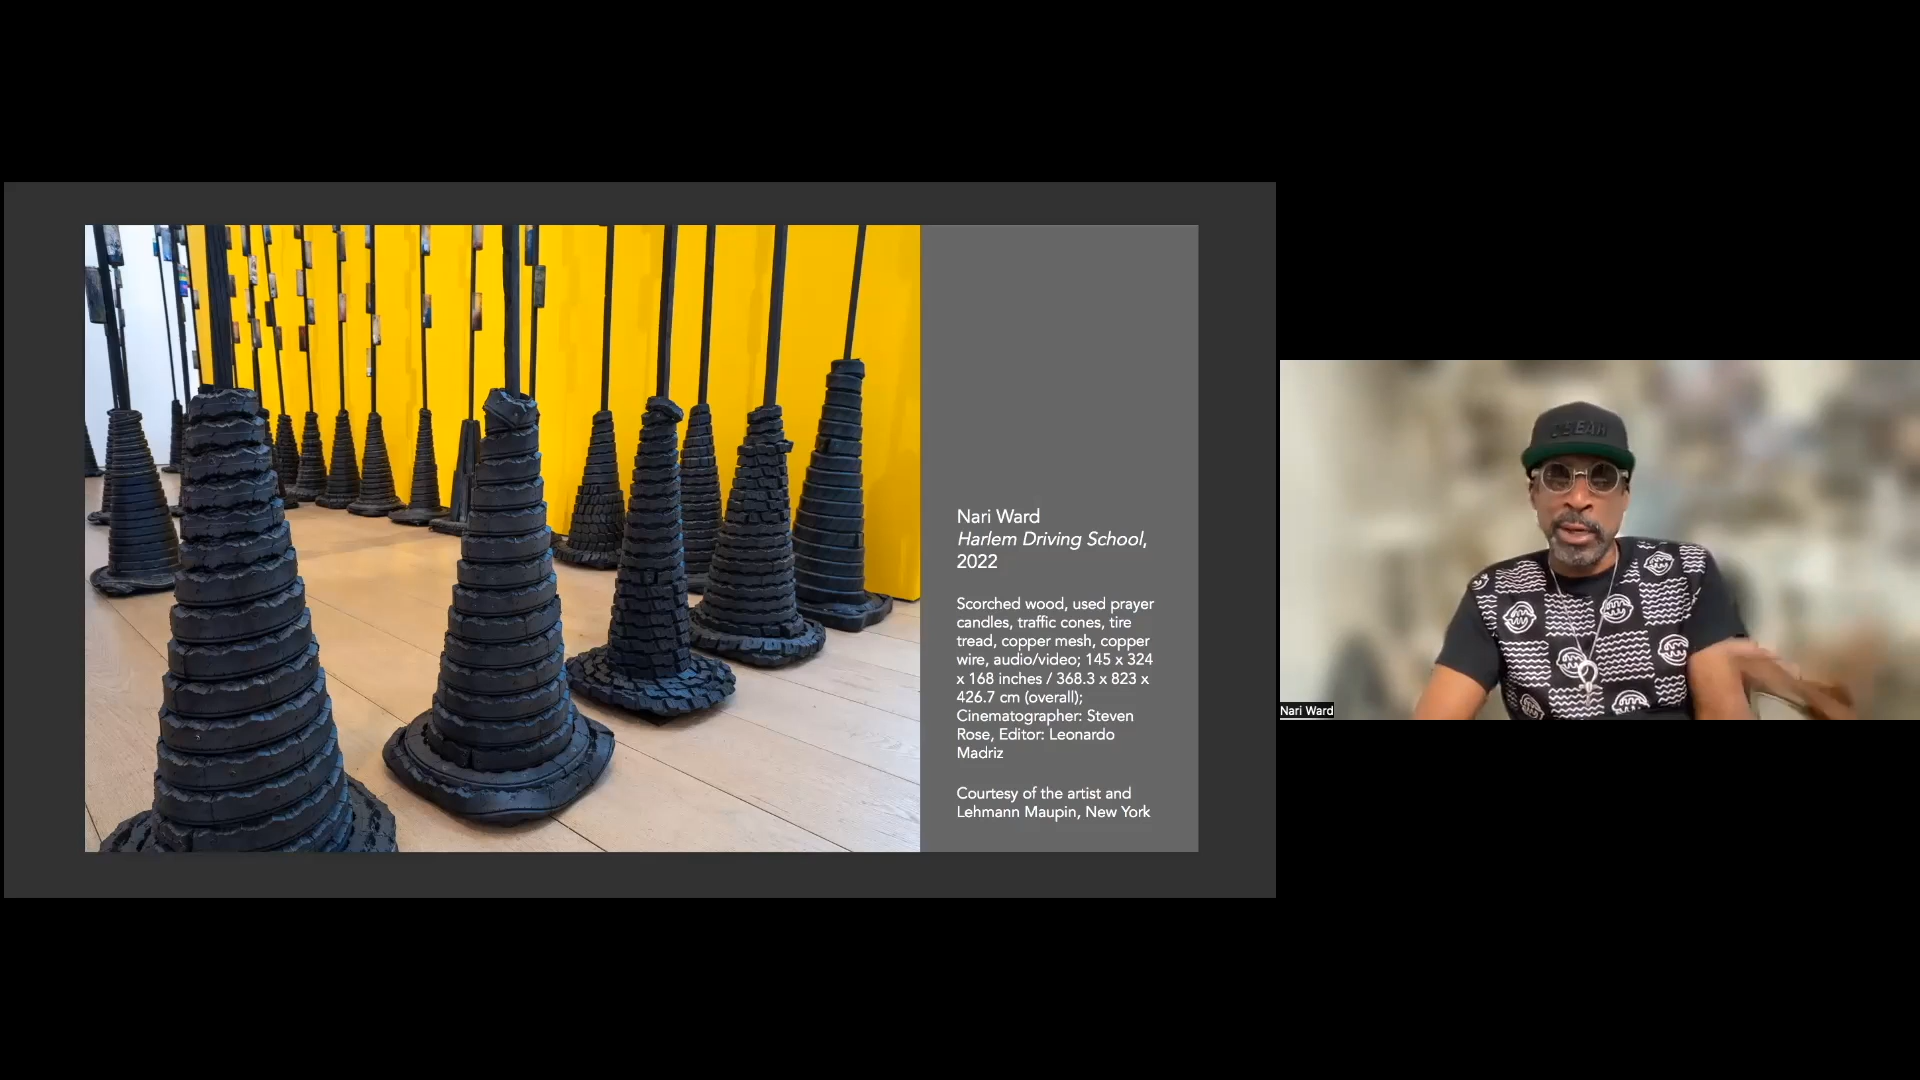 Nari Ward
Harlem Driving School,
2022
Scorched wood, used prayer
candles, traffic cones, tire
tread, copper mesh, copper
wire, audio/video; 145 x 324
x 168 inches / 368.3 x 823 x
426.7 cm (overall);
Cinematographer: Steven
Rose, Editor: Leonardo
Madriz
Courtesy of the artist and
Lehmann Maupin, New York
Nari Ward